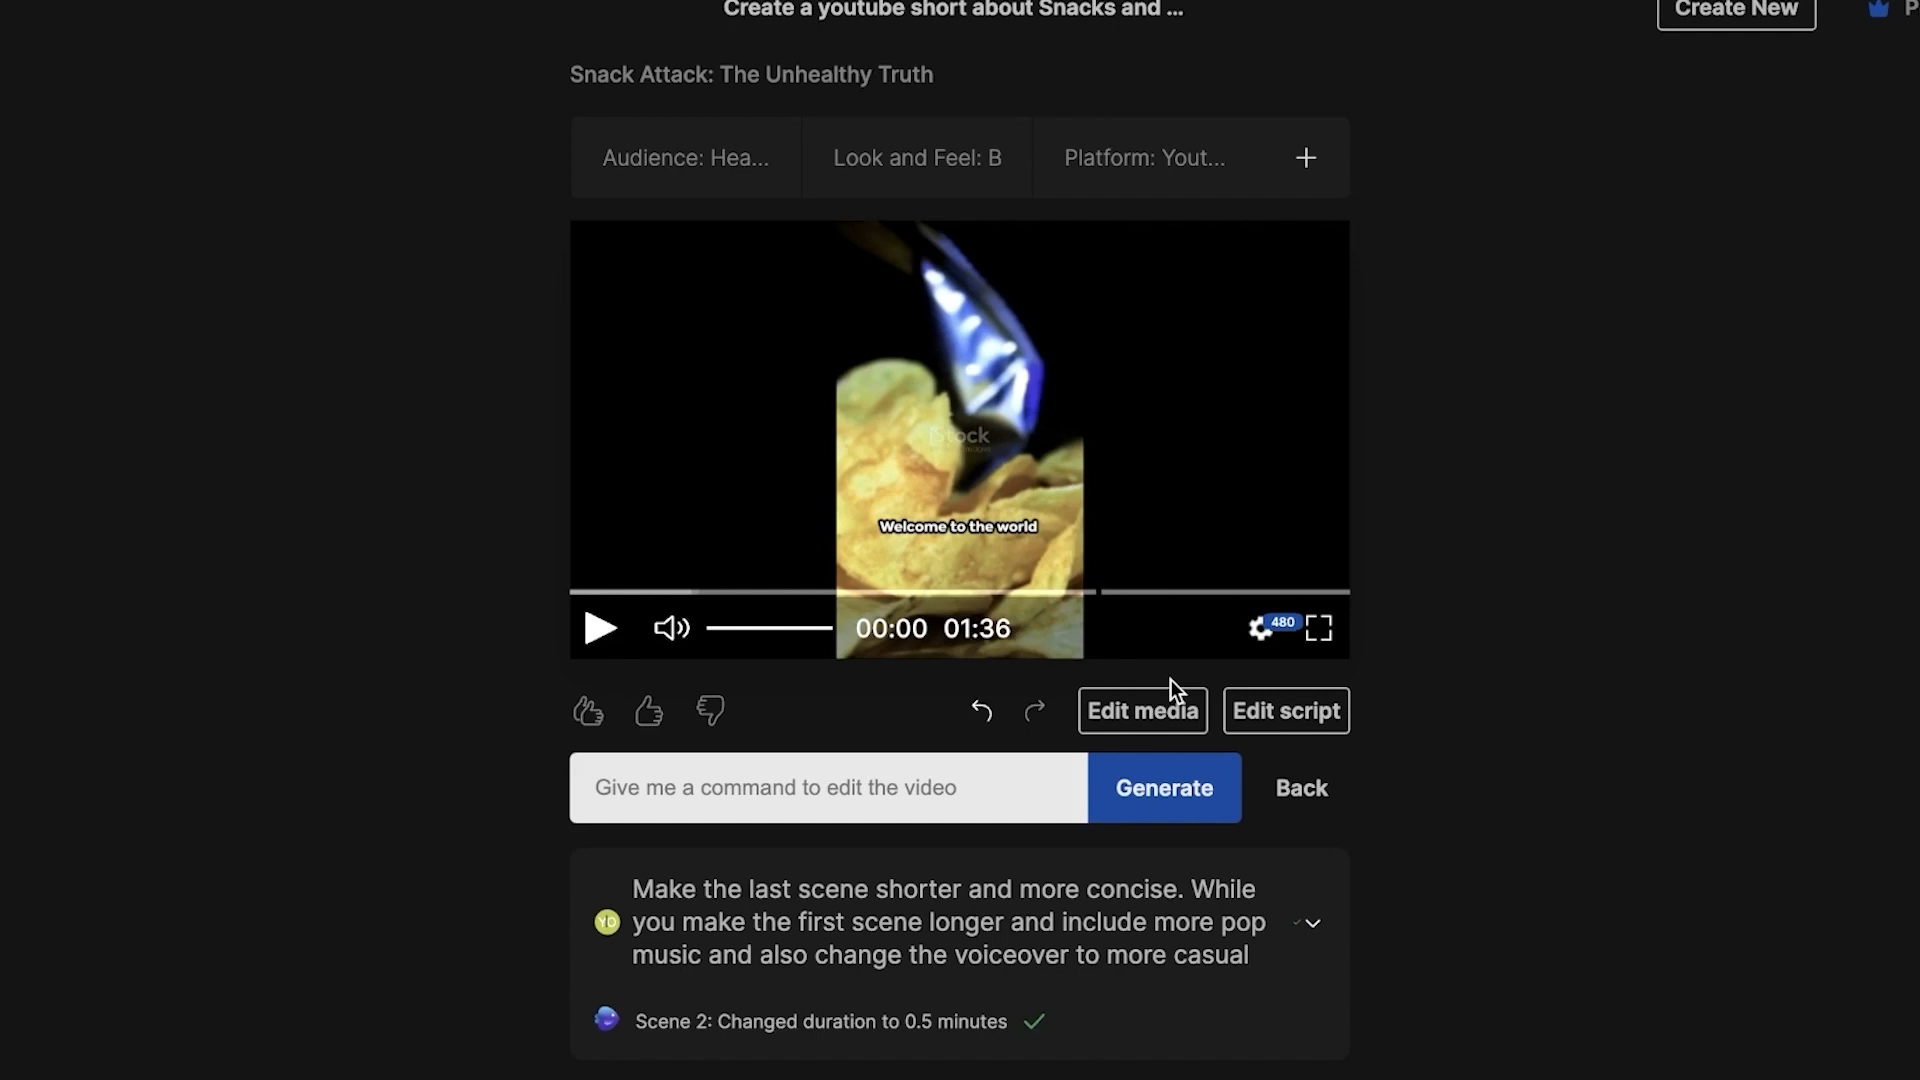 Create a youtube short about Snacks and ...
Create New
P
Snack Attack: The Unhealthy Truth
Audience: Hea...
Look and Feel: B
Platform: Yout...
iStock
Welcome to the world
00:00 01:36
480
Edit media
Edit script
Give me a command to edit the video
Generate
Back
YO
Make the last scene shorter and more concise. While
you make the first scene longer and include more pop
music and also change the voiceover to more casual
Scene 2: Changed duration to 0.5 minutes